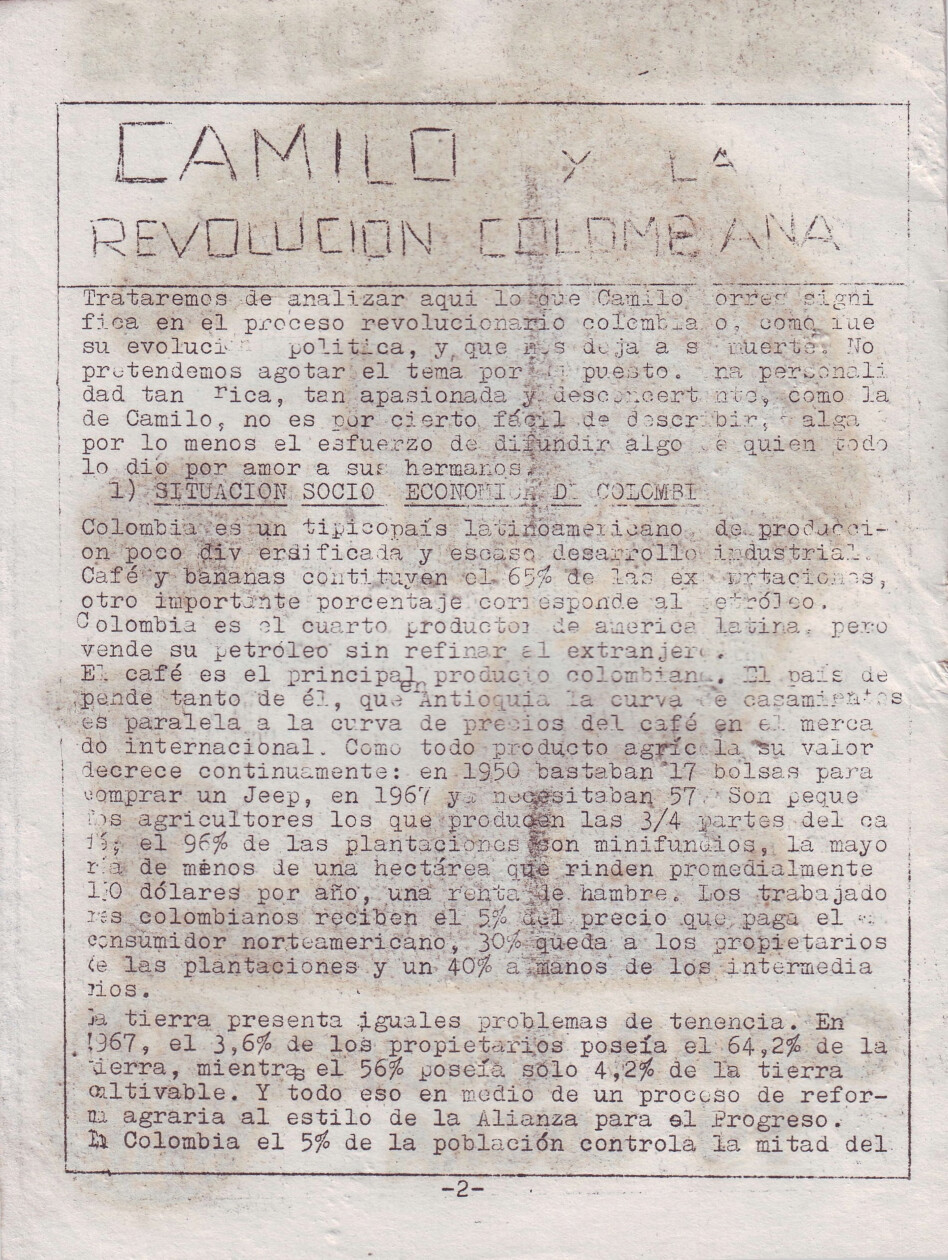 CAMILO Y LA
REVOLUCION COLOMBIANA
Trataremos de analizar aqui lo que Camilo orres signi
fica en el proceso revolucionario colombia o, como fue
su evoluci politica, y que nos deja a s muerte. No
pretendemos agotar el tema por puesto. na personali
dad tan rica, tan apasionada y desconcert nte, como la
de Camilo, no es por cierto fácil de describir, alga
por lo menos el esfuerzo de difundir algo e quien todo
lo dió por amor a sus hermanos.
1) SITUACION SOCIO ECONOMICA D COLOMBI
Colombia es un tipicopaís latinoamericano, de producci-
on poco div ersificada y escaso desarrollo industrial.
Café y bananas contituyen el 65% de las ex ortaciones,
otro importante porcentaje corresponde al etróleo.
Colombia es el cuarto productor de america latina, pero
vende su petróleo sin refinar al extranjero.
El café es el principal producto colombiano. El país de
pende tanto de él, que en Antioquia la curva de casamientos
es paralela a la curva de precios del café en el merca
do internacional. Como todo producto agrícola su valor
decrece continuamente: en 1950 bastaban 17 bolsas para
comprar un Jeep, en 1967 ya necesitaban 57. Son peque
ños agricultores los que producen las 3/4 partes del ca
fé; el 96% de las plantaciones son minifundios, la mayo
ría de menos de una hectárea que rinden promedialmente
dólares por año, una renta de hambre. Los trabajado
res colombianos reciben el 5% del precio que paga el
consumidor norteamericano, 30% queda a los propietarios
de las plantaciones y un 40% a manos de los intermedia
rios.
La tierra presenta iguales problemas de tenencia. En
1967, el 3,6% de los propietarios poseía el 64,2% de la
tierra, mientras el 56% poseía sólo 4,2% de la tierra
cultivable. Y todo eso en medio de un proceso de refor-
ma agraria al estilo de la Alianza para el Progreso.
En Colombia el 5% de la población controla la mitad del
-2-